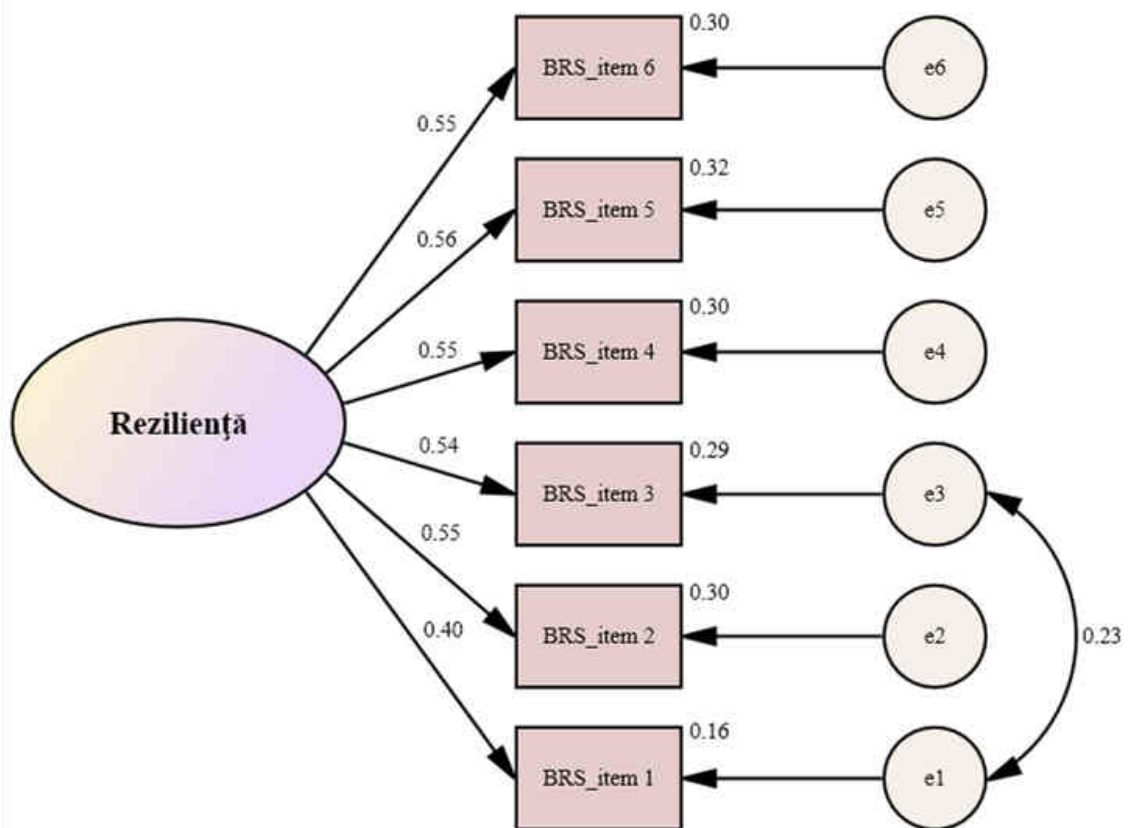 0.30
BRS_item 6
e6
0.55
0.32
BRS_item 5
e5
0.56
0.30
BRS_item 4
e4
0.55
Reziliență
0.54
0.29
BRS_item 3
e3
0.55
0.30
BRS_item 2
e2
0.23
0.40
0.16
BRS_item 1
e1